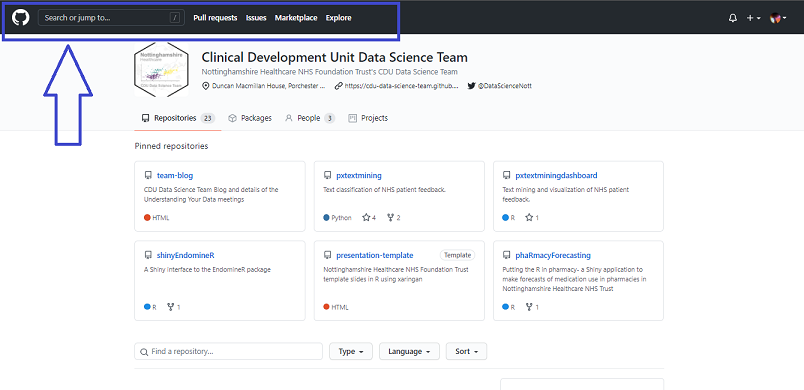 Search or jump to... /
Pull requests Issues Marketplace Explore
Nottinghamshire
Healthcare
CDU Data Science Team
Clinical Development Unit Data Science Team
Nottinghamshire Healthcare NHS Foundation Trust's CDU Data Science Team
Duncan Macmillan House, Porchester ... https://cdu-data-science-team.github.... @DataScienceNott
Repositories 23 Packages People 3 Projects
Pinned repositories
team-blog
CDU Data Science Team Blog and details of the
Understanding Your Data meetings
HTML
pxtextmining
Text classification of NHS patient feedback.
Python 4 2
pxtextminingdashboard
Text mining and visualization of NHS patient
feedback.
R 1
shinyEndomineR
A Shiny Interface to the EndomineR package
R 1
presentation-template Template
Nottinghamshire Healthcare NHS Foundation Trust
template slides in R using xaringan
HTML
phaRmacyForecasting
Putting the R in pharmacy- a Shiny application to
make forecasts of medication use in pharmacies in
Nottinghamshire Healthcare NHS Trust
R 1
Find a repository... Type Language Sort